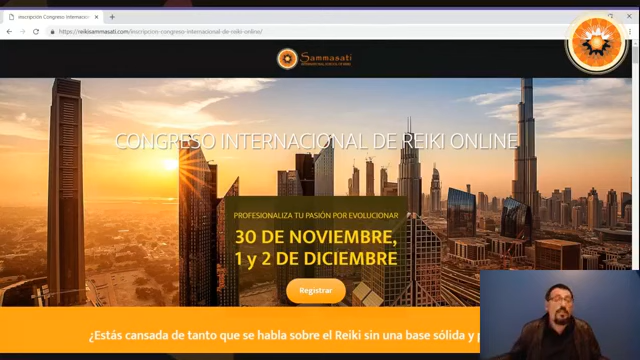 Inscripción Congreso Internacio
https://reikisammasati.com/inscripcion-congreso-internacional-de-reiki-online/
Sammasati
CONGRESO INTERNACIONAL DE REIKI ONLINE
PROFESIONALIZA TU PASIÓN POR EVOLUCIONAR
30 DE NOVIEMBRE,
1 y 2 DE DICIEMBRE
Registrar
¿Estás cansada de tanto que se habla sobre el Reiki sin una base sólida y p